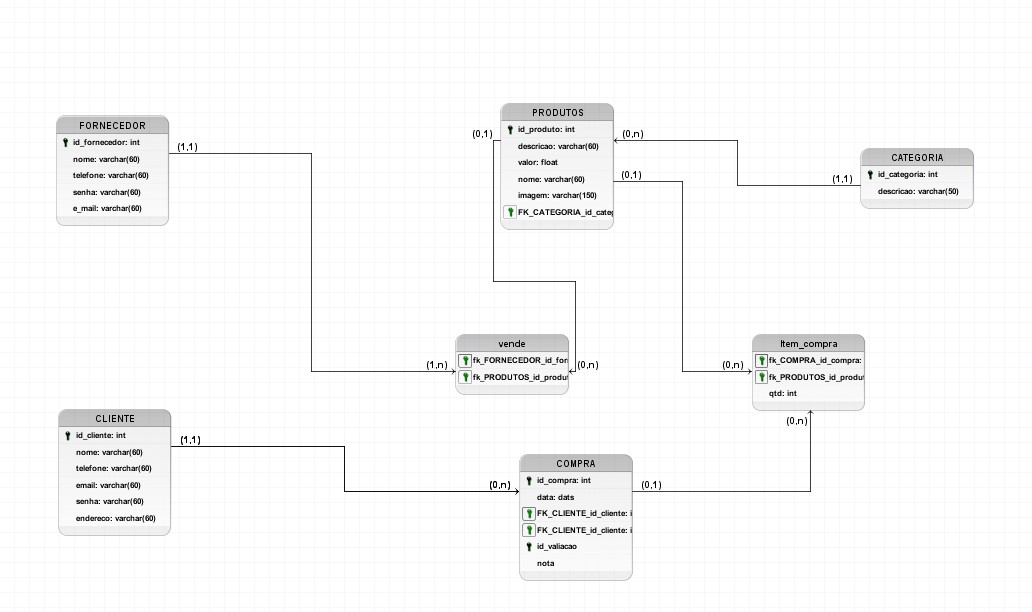 FORNECEDOR
id_fornecedor: int
nome: varchar(60)
telefone: varchar(60)
senha: varchar(60)
e_mail: varchar(60)
(1,1)
PRODUTOS
id_produto: int
descricao: varchar(60)
valor: float
nome: varchar(60)
imagem: varchar(150)
FK_CATEGORIA_id_categ
(0,1)
(0,n)
(0,1)
CATEGORIA
id_categoria: int
descricao: varchar(50)
(1,1)
vende
fk_FORNECEDOR_id_for
fk_PRODUTOS_id_produt
(1,n)
(0,n)
Item_compra
fk_COMPRA_id_compra:
fk_PRODUTOS_id_produt
qtd: int
(0,n)
(0,n)
CLIENTE
id_cliente: int
nome: varchar(60)
telefone: varchar(60)
email: varchar(60)
senha: varchar(60)
endereco: varchar(60)
(1,1)
(0,n)
COMPRA
id_compra: int
data: dats
FK_CLIENTE_id_cliente: i
FK_CLIENTE_id_cliente: i
id_valiacao
nota
(0,1)